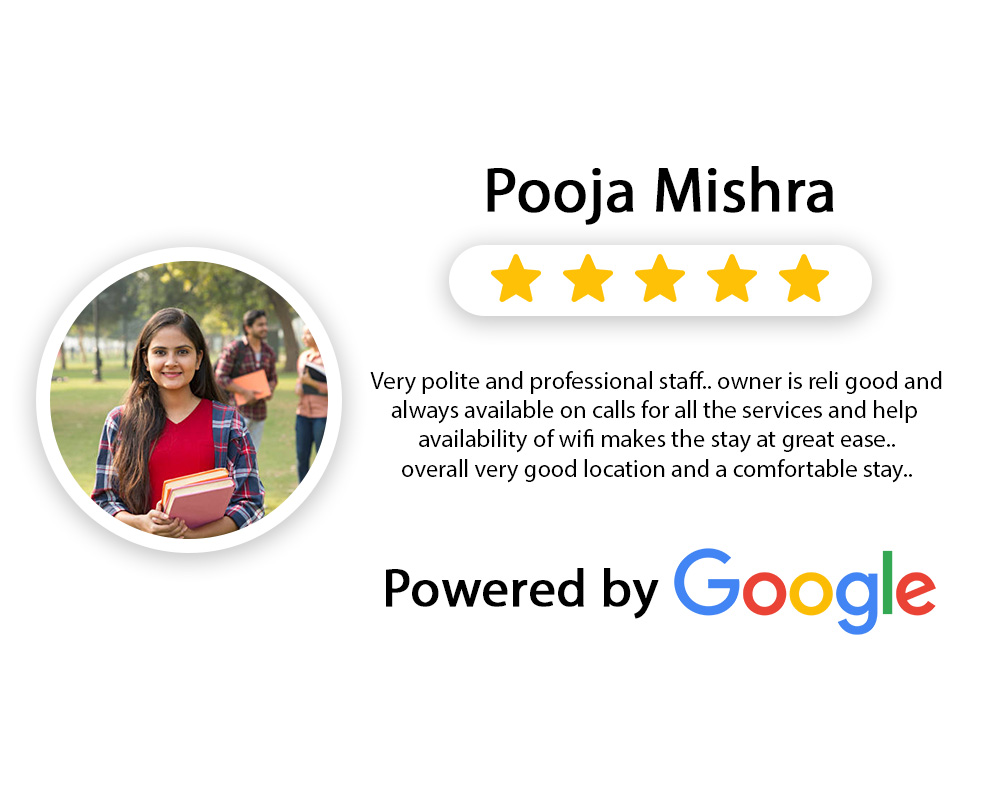 Pooja Mishra
Very polite and professional staff.. owner is reli good and
always available on calls for all the services and help
availability of wifi makes the stay at great ease..
overall very good location and a comfortable stay..
Powered by Google